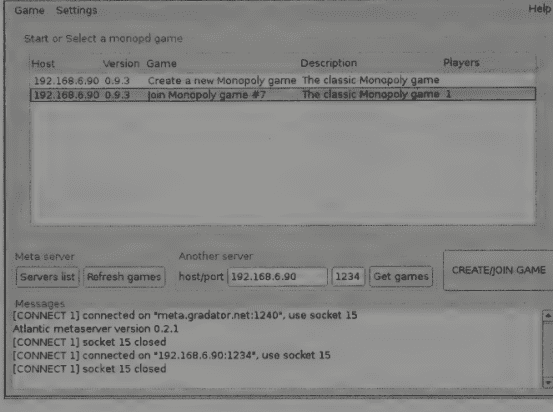 Game Settings Help
Start or Select a monopd game
Host Version Game Description Players
192.168.6.90 0.9.3 Create a new Monopoly game The classic Monopoly game
192.168.6.90 0.9.3 Join Monopoly game #7 The classic Monopoly game 1
Meta server Another server
Servers list Refresh games host/port 192.168.6.90 1234 Get games CREATE/JOIN GAME
Messages
[CONNECT 1] connected on "meta.gradator.net:1240", use socket 15
Atlantic metaserver version 0.2.1
[CONNECT 1] socket 15 closed
[CONNECT 1] connected on "192.168.6.90:1234", use socket 15
[CONNECT 1] socket 15 closed